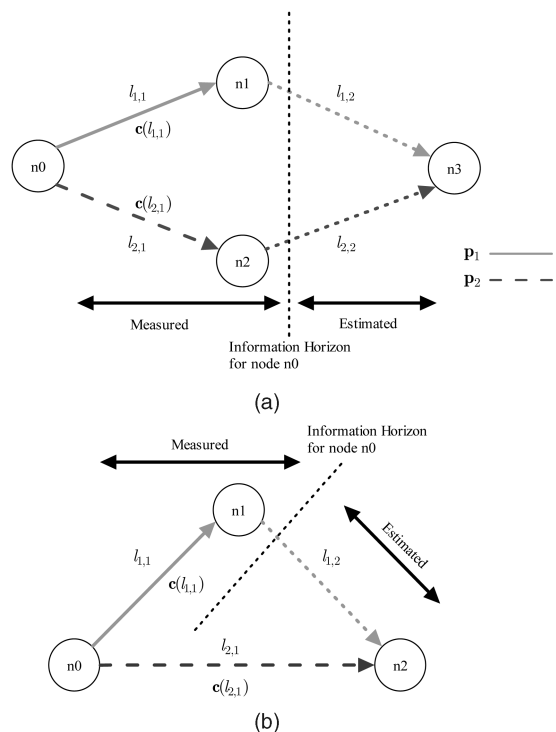 n1
l1,1
l1,2
c(l1,1)
n0
n3
c(l2,1)
l2,1
l2,2
n2
p1
p2
Measured
Estimated
Information Horizon
for node n0
(a)
Information Horizon
for node n0
Measured
n1
Estimated
l1,1
l1,2
c(l1,1)
l2,1
n0
n2
c(l2,1)
(b)